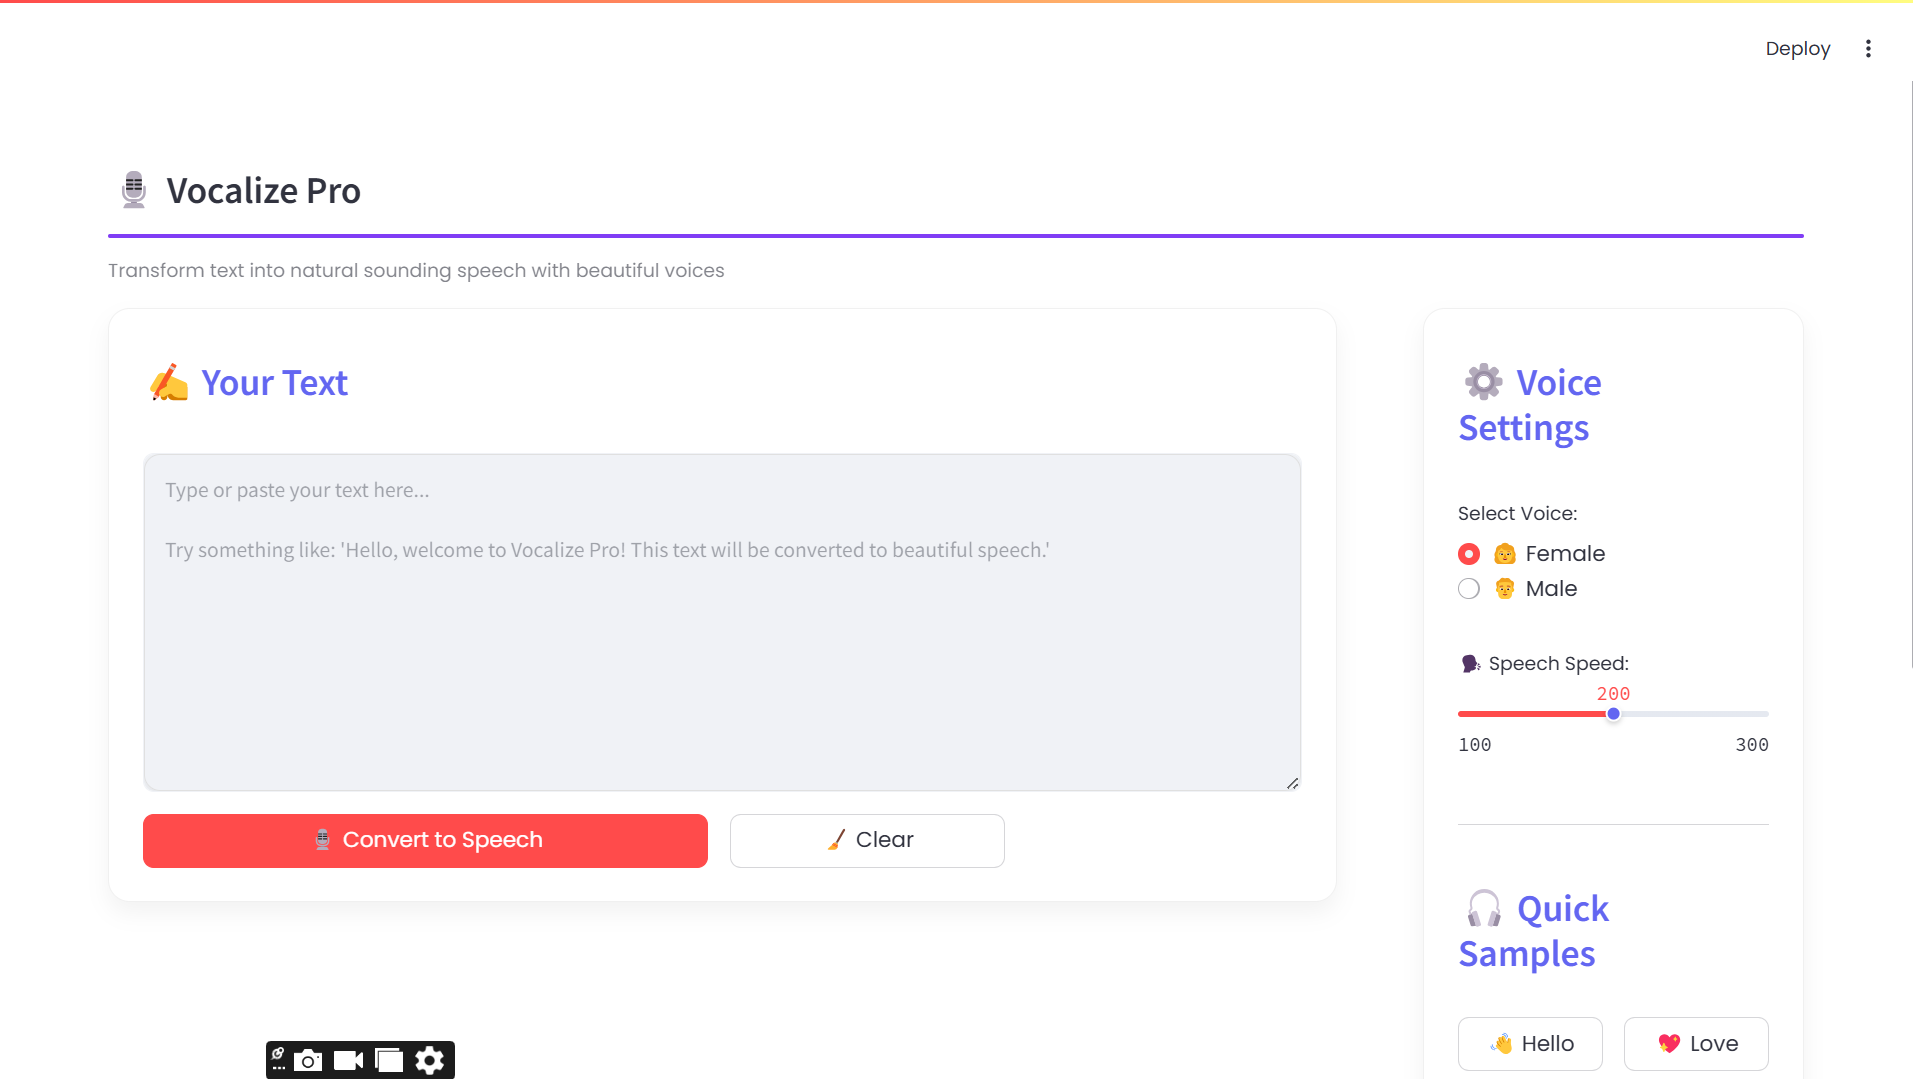 Deploy
Vocalize Pro
Transform text into natural sounding speech with beautiful voices
Your Text
Type or paste your text here...
Try something like: 'Hello, welcome to Vocalize Pro! This text will be converted to beautiful speech.'
Convert to Speech
Clear
Voice
Settings
Select Voice:
Female
Male
Speech Speed:
200
100
300
Quick
Samples
Hello
Love